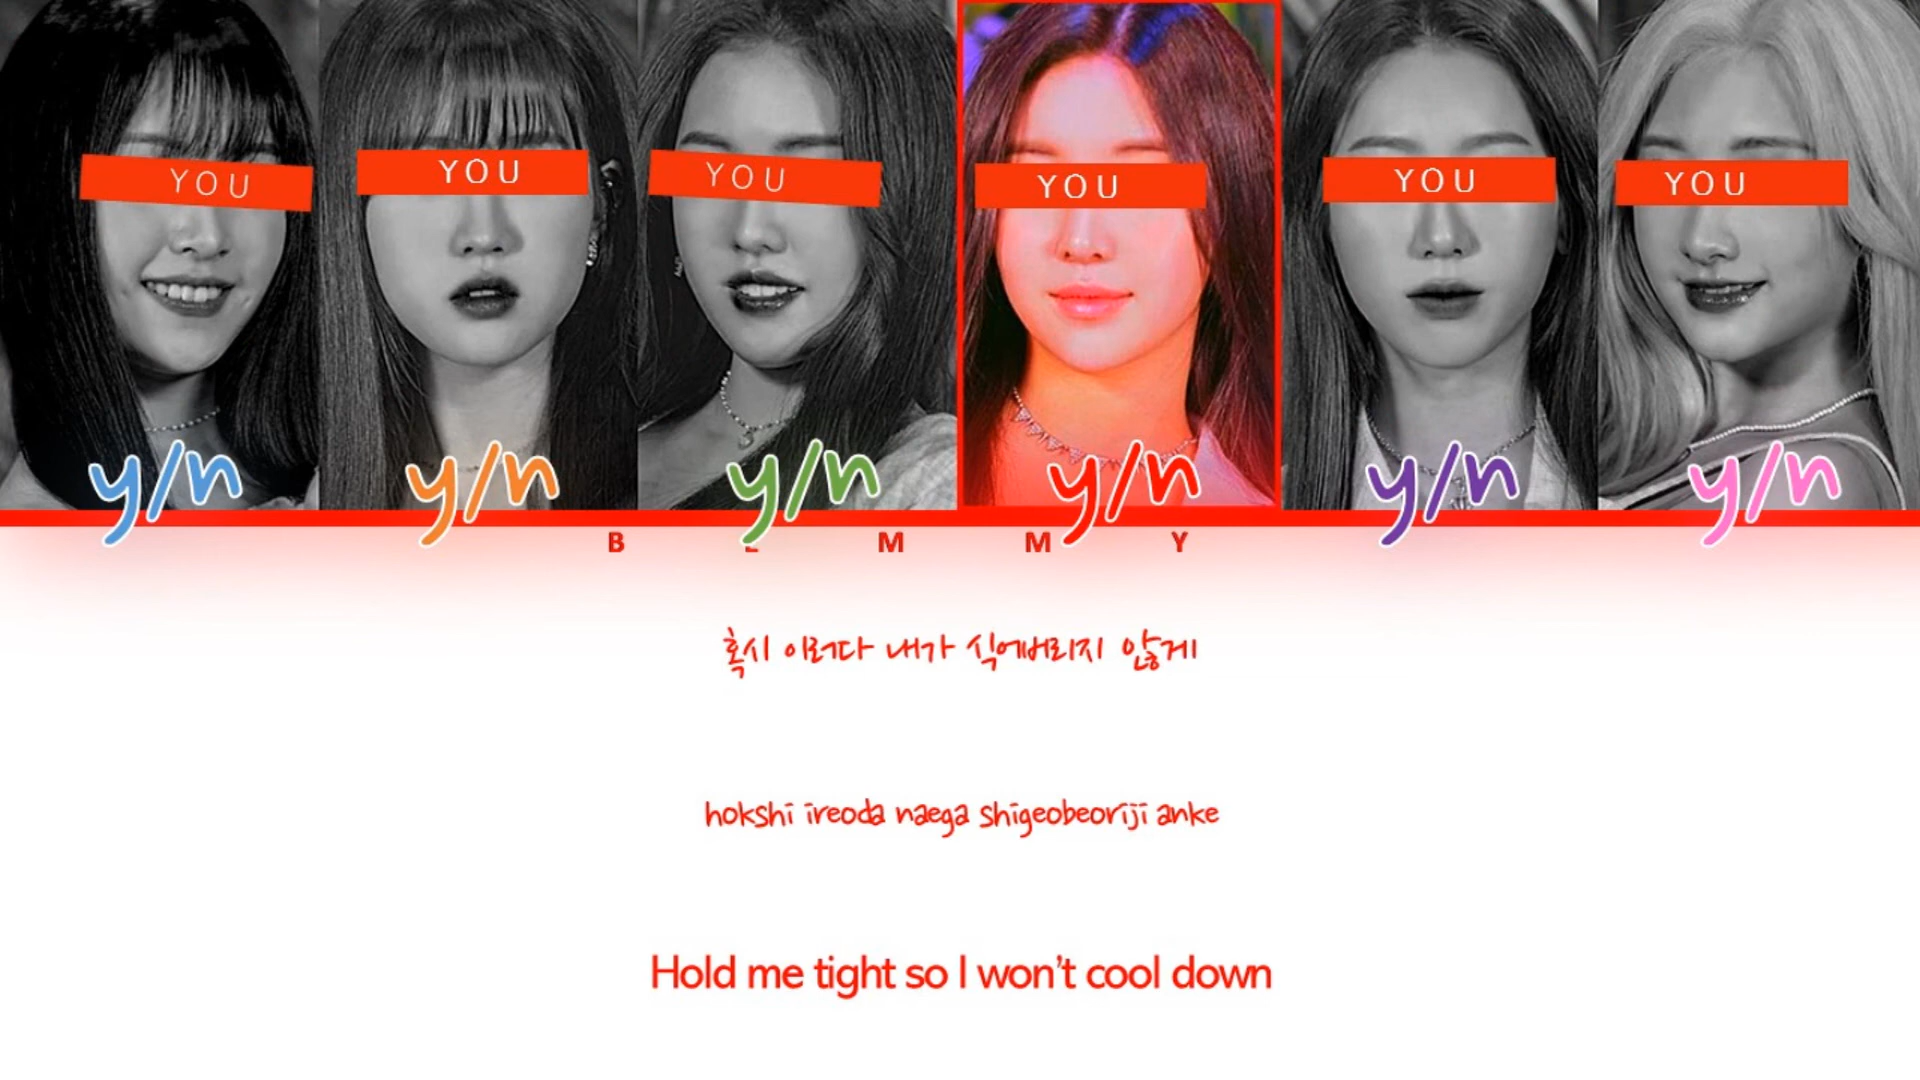 YOU YOU YOU YOU YOU YOU
y/n y/n y/n y/n y/n y/n
B M M Y
혹시 이러다 내가 식어버리지 않게
hokshi ireoda naega shigeobeoriji anke
Hold me tight so I won't cool down